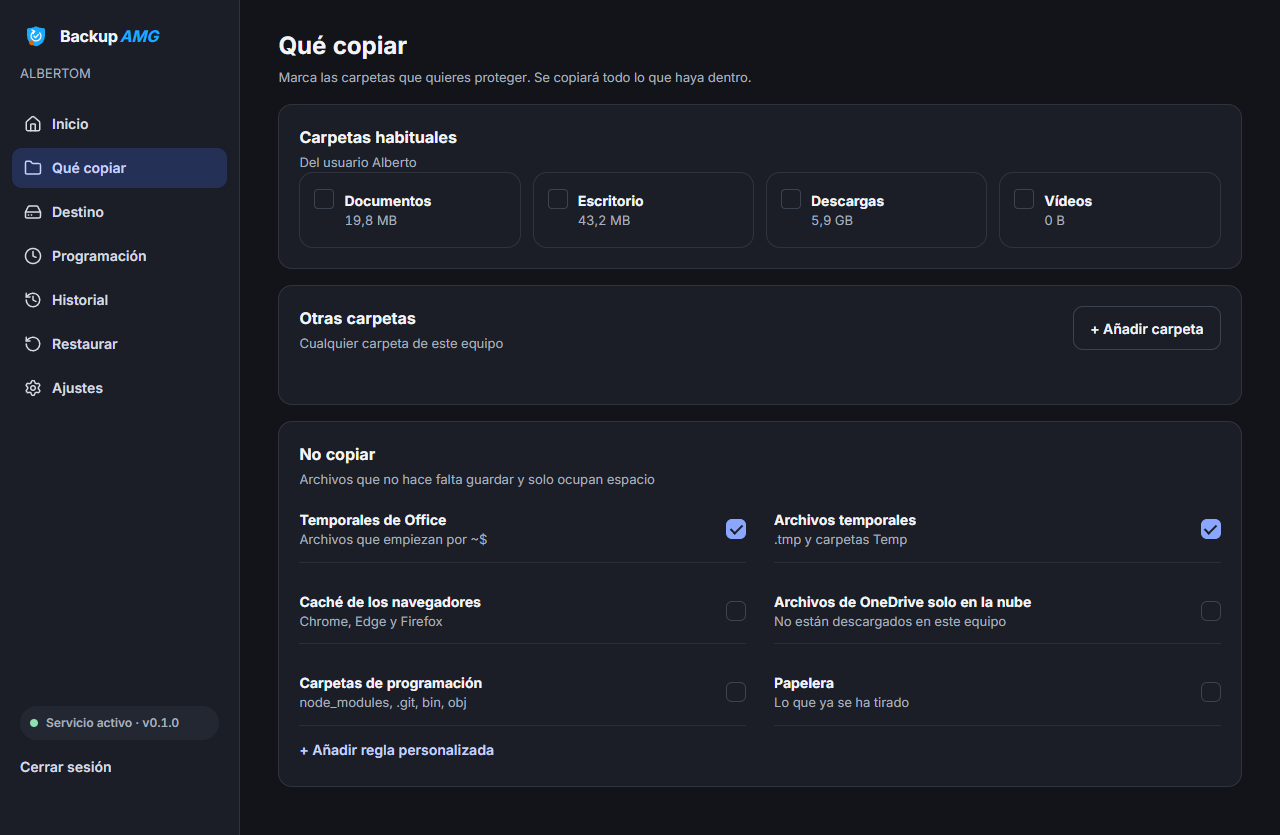 Backup AMG
ALBERTOM
Inicio
Qué copiar
Destino
Programación
Historial
Restaurar
Ajustes
Servicio activo · v0.1.0
Cerrar sesión
Qué copiar
Marca las carpetas que quieres proteger. Se copiará todo lo que haya dentro.
Carpetas habituales
Del usuario Alberto
Documentos
19,8 MB
Escritorio
43,2 MB
Descargas
5,9 GB
Vídeos
0 B
Otras carpetas
Cualquier carpeta de este equipo
+ Añadir carpeta
No copiar
Archivos que no hace falta guardar y solo ocupan espacio
Temporales de Office
Archivos que empiezan por ~$
Archivos temporales
.tmp y carpetas Temp
Caché de los navegadores
Chrome, Edge y Firefox
Archivos de OneDrive solo en la nube
No están descargados en este equipo
Carpetas de programación
node_modules, .git, bin, obj
Papelera
Lo que ya se ha tirado
+ Añadir regla personalizada